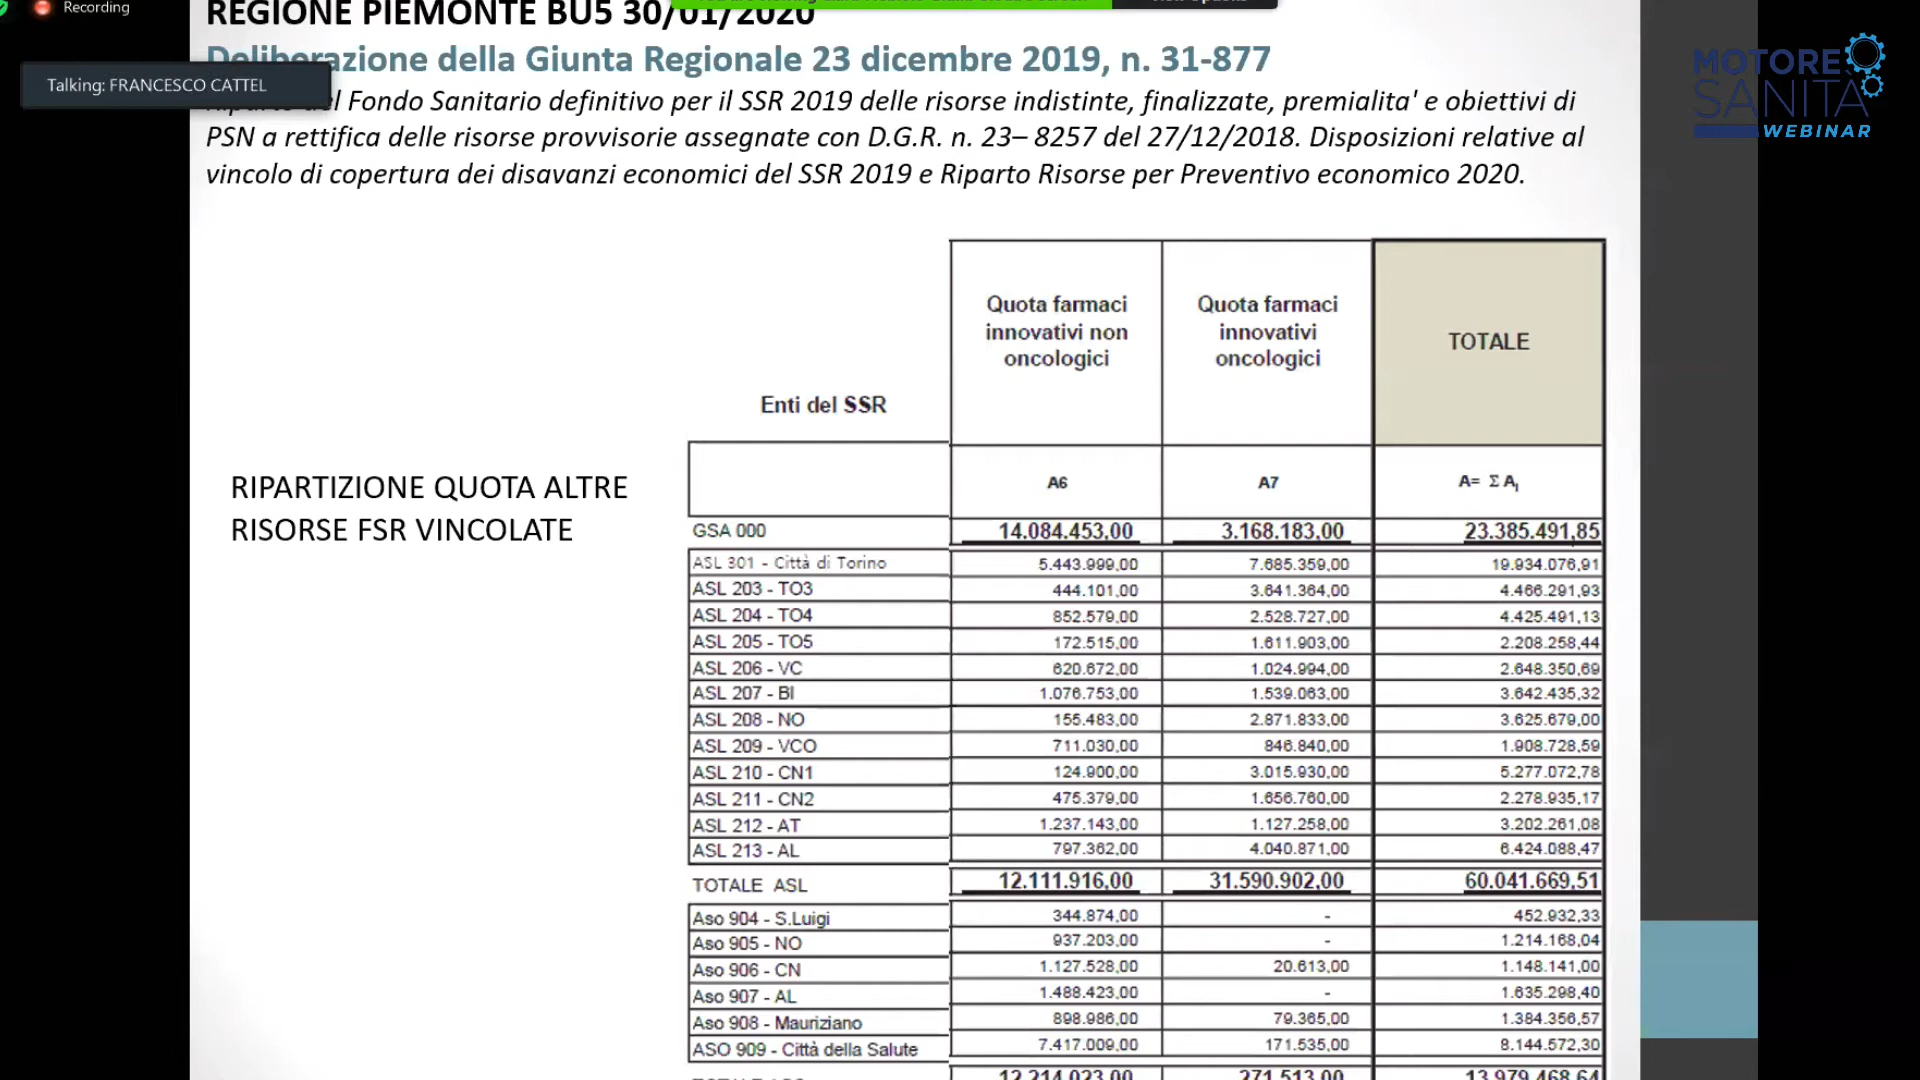 Recording
REGIONE PIEMONTE BU5 30/01/2020
Deliberazione della Giunta Regionale 23 dicembre 2019, n. 31-877
Talking: FRANCESCO CATTEL
del Fondo Sanitario definitivo per il SSR 2019 delle risorse indistinte, finalizzate, premialita' e obiettivi di
PSN a rettifica delle risorse provvisorie assegnate con D.G.R. n. 23– 8257 del 27/12/2018. Disposizioni relative al
vincolo di copertura dei disavanzi economici del SSR 2019 e Riparto Risorse per Preventivo economico 2020.
MOTORE
SANITÀ
WEBINAR
RIPARTIZIONE QUOTA ALTRE
RISORSE FSR VINCOLATE
Enti del SSR
Quota farmaci
innovativi non
oncologici
Quota farmaci
innovativi
oncologici
TOTALE
A6 A7 A= Σ Ai
GSA 000 14.084.453,00 3.168.183,00 23.385.491,85
ASL 301 - Città di Torino 5.443.999,00 7.685.359,00 19.934.076,91
ASL 203 - TO3 444.101,00 3.641.364,00 4.466.291,93
ASL 204 - TO4 852.579,00 2.528.727,00 4.425.491,13
ASL 205 - TO5 172.515,00 1.611.903,00 2.208.258,44
ASL 206 - VC 620.672,00 1.024.994,00 2.648.350,69
ASL 207 - BI 1.076.753,00 1.539.063,00 3.642.435,32
ASL 208 - NO 155.483,00 2.871.833,00 3.625.679,00
ASL 209 - VCO 711.030,00 846.840,00 1.908.728,59
ASL 210 - CN1 124.900,00 3.015.930,00 5.277.072,78
ASL 211 - CN2 475.379,00 1.656.760,00 2.278.935,17
ASL 212 - AT 1.237.143,00 1.127.258,00 3.202.261,08
ASL 213 - AL 797.362,00 4.040.871,00 6.424.088,47
TOTALE ASL 12.111.916,00 31.590.902,00 60.041.669,51
Aso 904 - S.Luigi 344.874,00 - 452.932,33
Aso 905 - NO 937.203,00 - 1.214.168,04
Aso 906 - CN 1.127.528,00 20.613,00 1.148.141,00
Aso 907 - AL 1.488.423,00 - 1.635.298,40
Aso 908 - Mauriziano 898.986,00 79.365,00 1.384.356,57
ASO 909 - Città della Salute 7.417.009,00 171.535,00 8.144.572,30
12.214.023,00 271.513,00 13.979.468,64